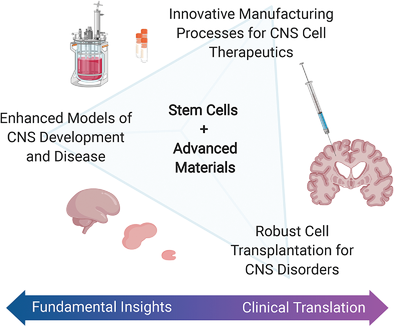 Innovative Manufacturing
Processes for CNS Cell
Therapeutics
Enhanced Models of
CNS Development
and Disease
Stem Cells
+
Advanced
Materials
Robust Cell
Transplantation for
CNS Disorders
Fundamental Insights
Clinical Translation